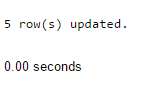 5 row(s) updated.
0.00 seconds